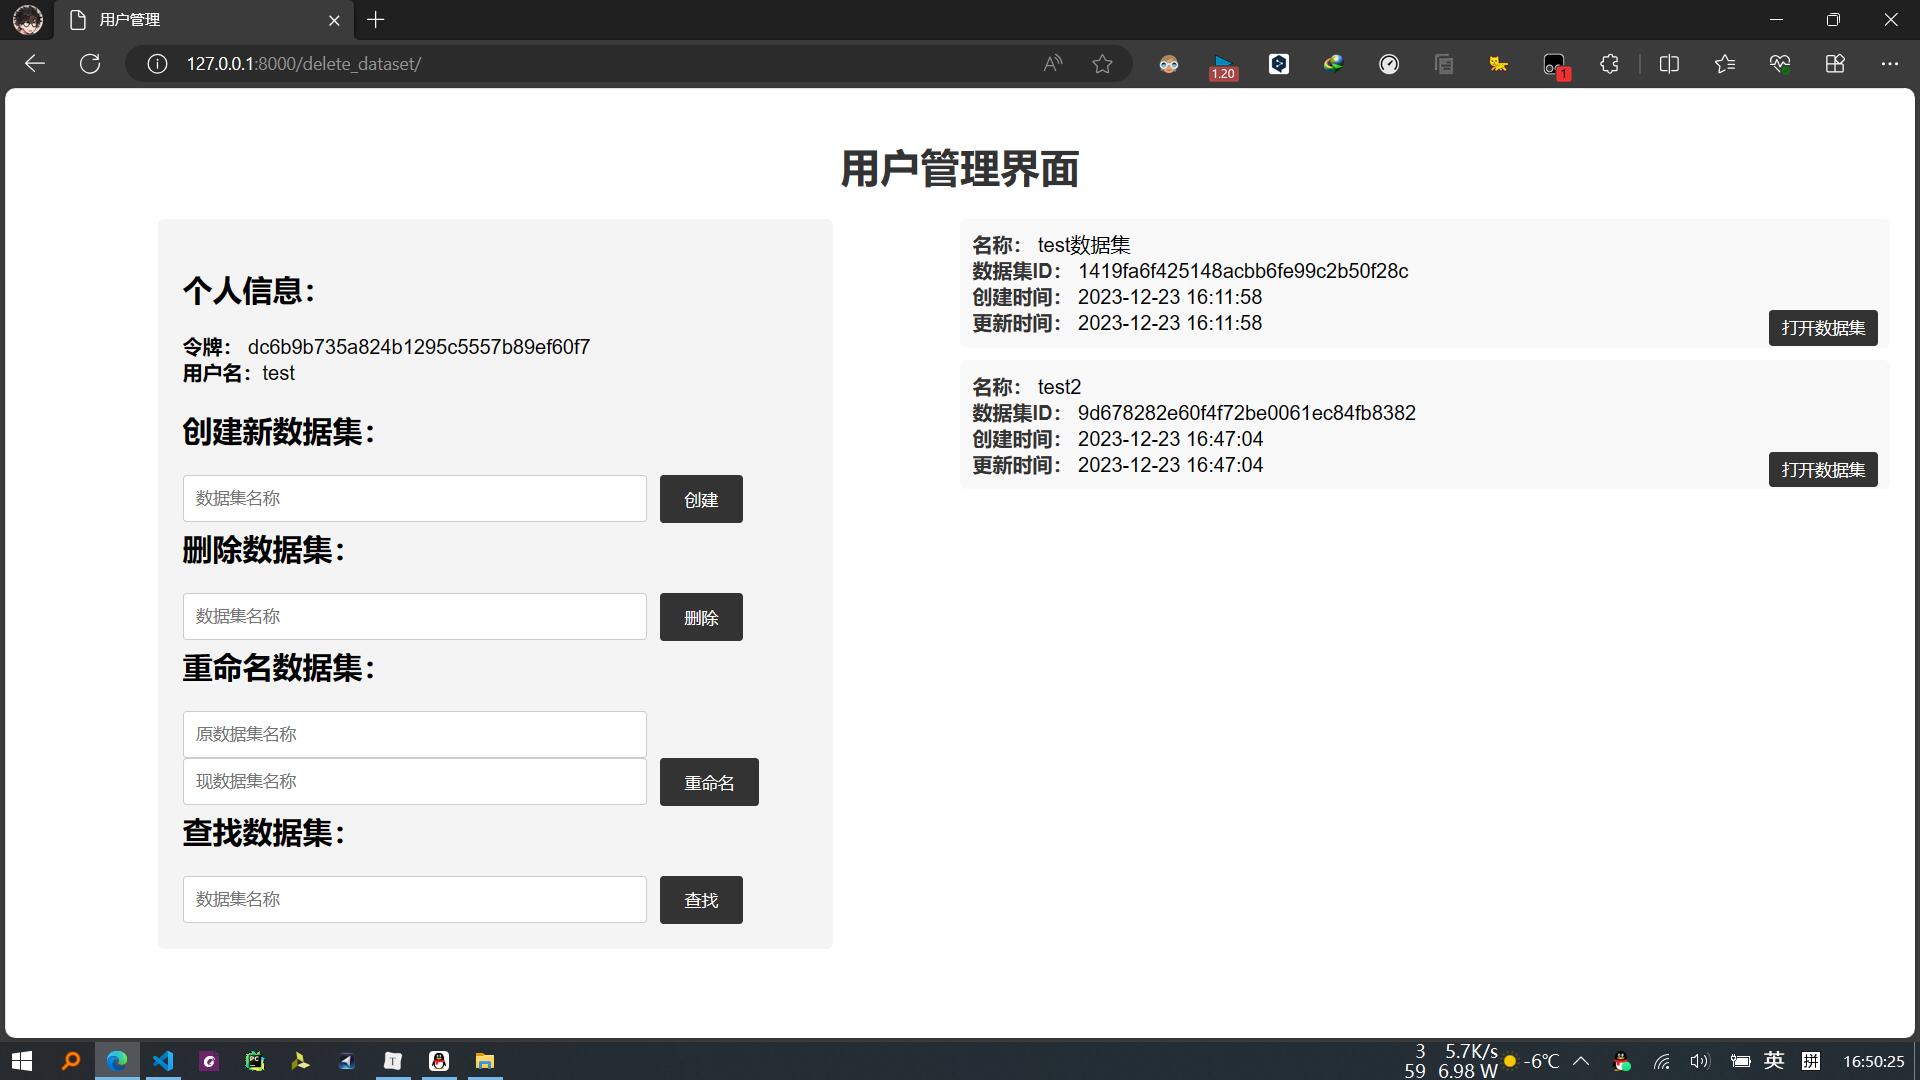 用户管理
127.0.0.1:8000/delete_dataset/
1.20
1
用户管理界面
个人信息：
令牌： dc6b9b735a824b1295c5557b89ef60f7
用户名：test
创建新数据集：
数据集名称 创建
删除数据集：
数据集名称 删除
重命名数据集：
原数据集名称
现数据集名称 重命名
查找数据集：
数据集名称 查找
名称： test数据集
数据集ID： 1419fa6f425148acbb6fe99c2b50f28c
创建时间： 2023-12-23 16:11:58
更新时间： 2023-12-23 16:11:58
打开数据集
名称： test2
数据集ID： 9d678282e60f4f72be0061ec84fb8382
创建时间： 2023-12-23 16:47:04
更新时间： 2023-12-23 16:47:04
打开数据集
3 5.7K/s
59 6.98 W
-6℃
英
拼
16:50:25